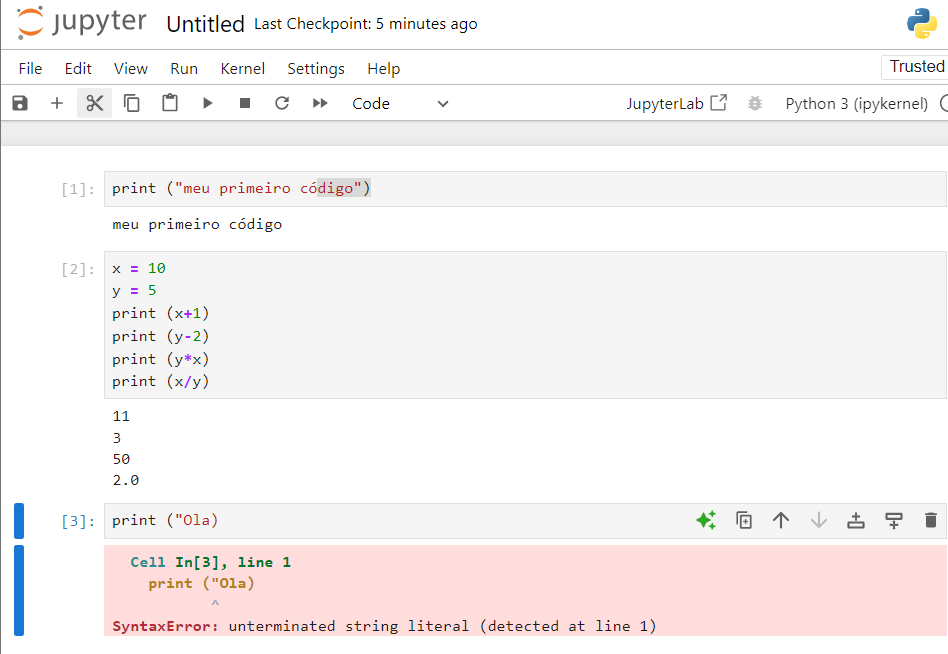 jupyter Untitled Last Checkpoint: 5 minutes ago
File Edit View Run Kernel Settings Help Trusted
Code JupyterLab Python 3 (ipykernel)
[1]: print ("meu primeiro código")
meu primeiro código
[2]: x = 10
y = 5
print (x+1)
print (y-2)
print (y*x)
print (x/y)
11
3
50
2.0
[3]: print ("Ola)
Cell In[3], line 1
print ("Ola)
^
SyntaxError: unterminated string literal (detected at line 1)